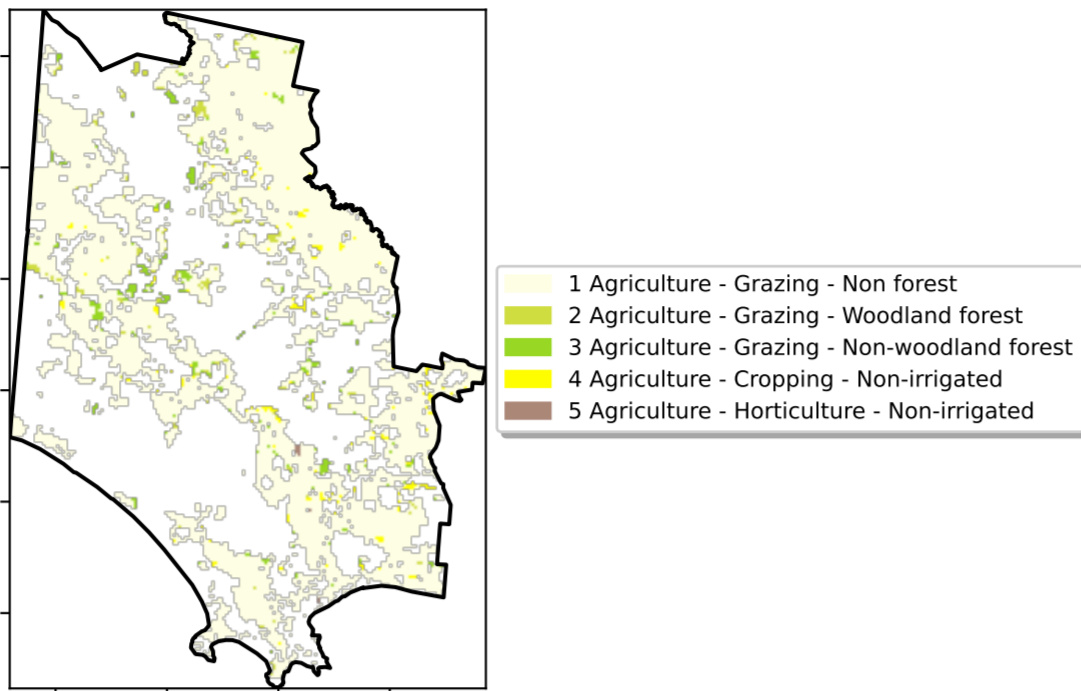 1 Agriculture - Grazing - Non forest
2 Agriculture - Grazing - Woodland forest
3 Agriculture - Grazing - Non-woodland forest
4 Agriculture - Cropping - Non-irrigated
5 Agriculture - Horticulture - Non-irrigated